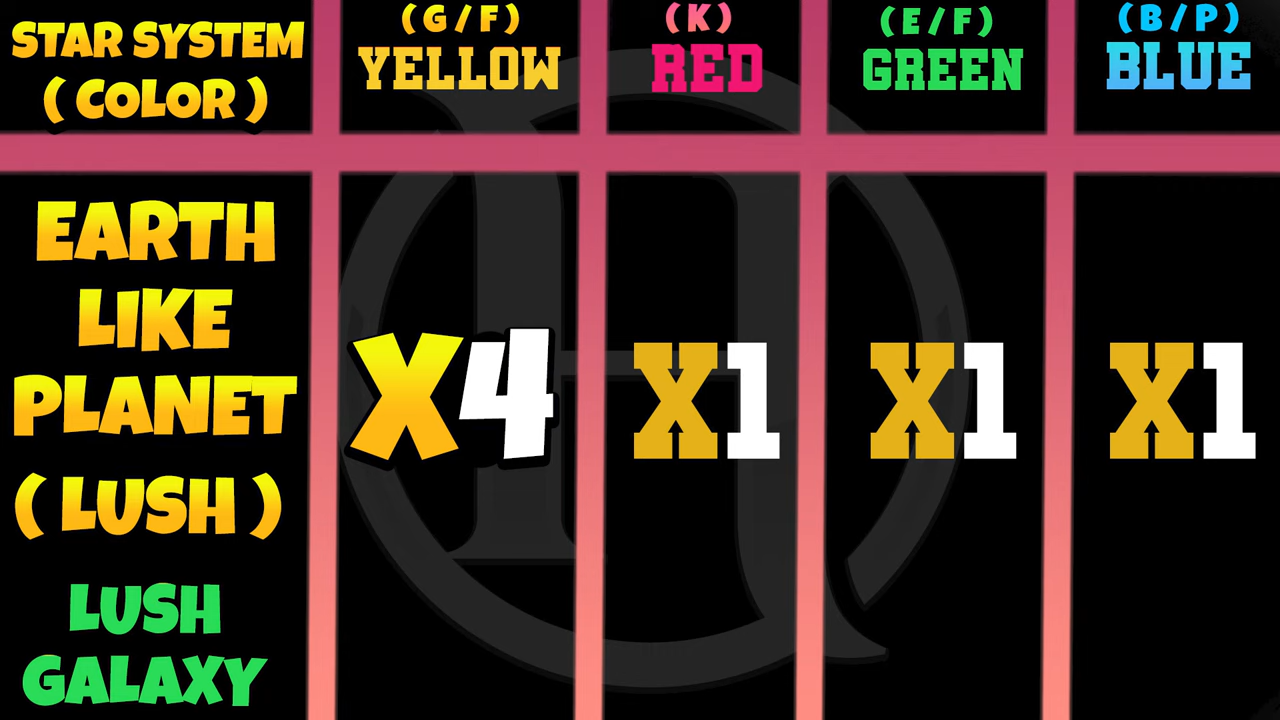 STAR SYSTEM
( COLOR )
( G / F )
YELLOW
( K )
RED
( E / F )
GREEN
( B / P )
BLUE
EARTH
LIKE
PLANET
( LUSH )
X4
X1
X1
X1
LUSH
GALAXY